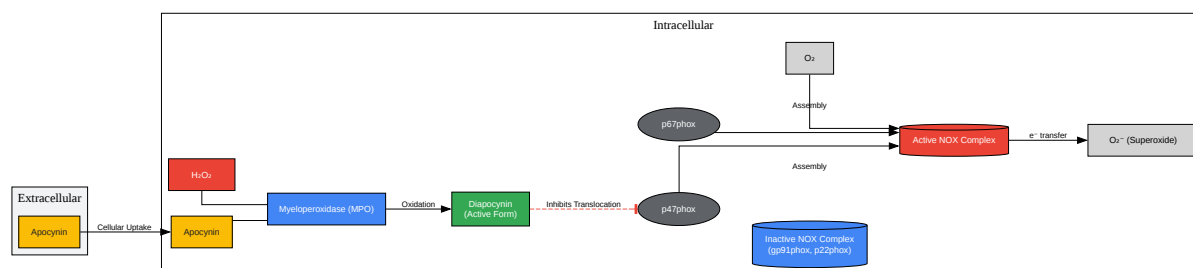 Intracellular
O₂
Assembly
p67phox
Active NOX Complex
e⁻ transfer
O₂⁻ (Superoxide)
Assembly
H₂O₂
Extracellular
Apocynin
Cellular Uptake
Apocynin
Myeloperoxidase (MPO)
Oxidation
Diapocynin
(Active Form)
Inhibits Translocation
p47phox
Inactive NOX Complex
(gp91phox, p22phox)